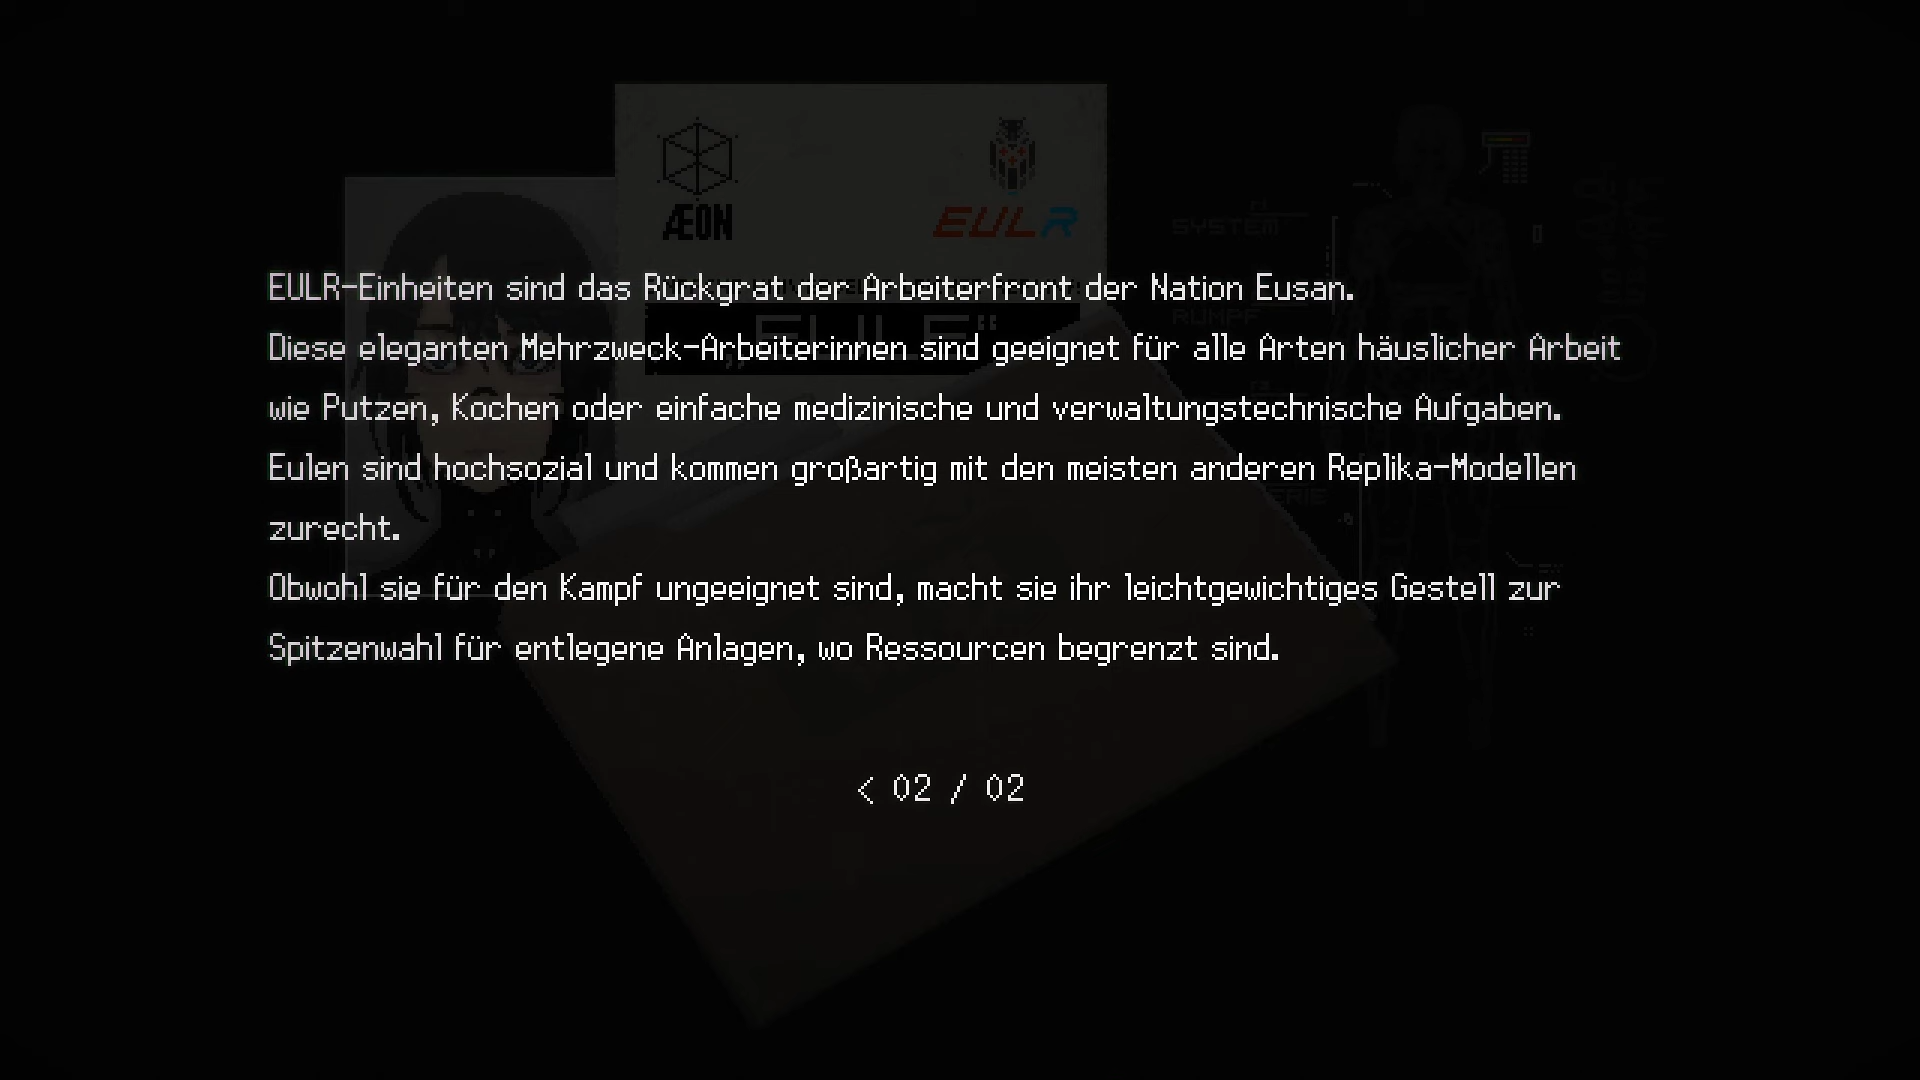 ÆON
EULR
SYSTEM
EULR-Einheiten sind das Rückgrat der Arbeiterfront der Nation Eusan.
RUMPF
„EULE“
Diese eleganten Mehrzweck-Arbeiterinnen sind geeignet für alle Arten häuslicher Arbeit
wie Putzen, Kochen oder einfache medizinische und verwaltungstechnische Aufgaben.
Eulen sind hochsozial und kommen großartig mit den meisten anderen Replika-Modellen
zurecht.
Obwohl sie für den Kampf ungeeignet sind, macht sie ihr leichtgewichtiges Gestell zur
Spitzenwahl für entlegene Anlagen, wo Ressourcen begrenzt sind.
< 02 / 02